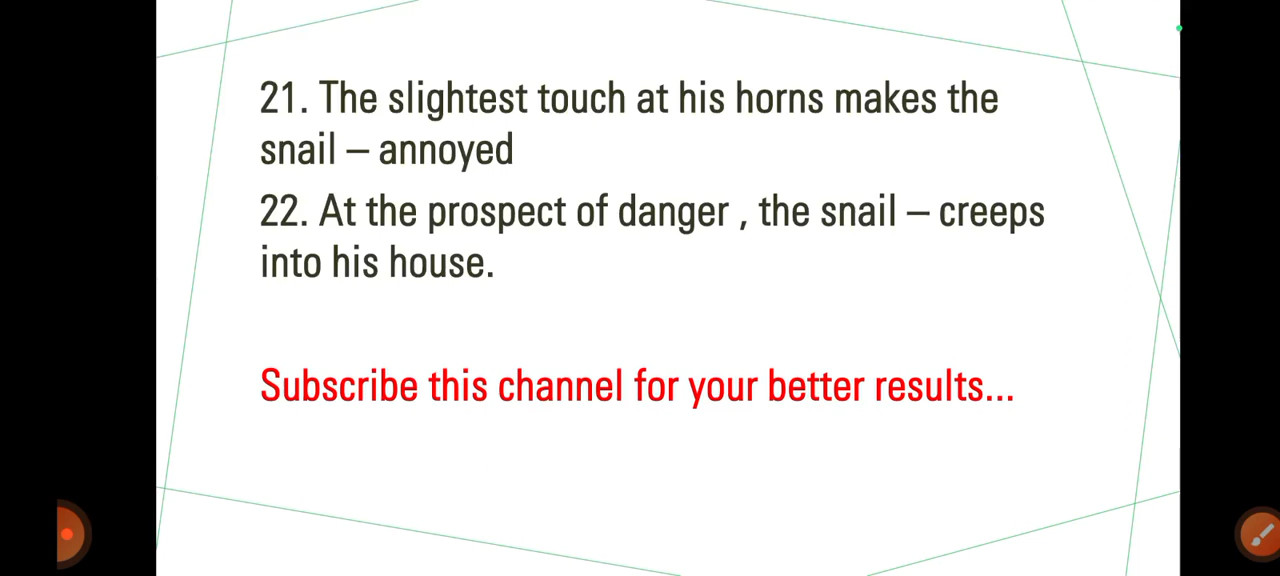 21. The slightest touch at his horns makes the
snail – annoyed
22. At the prospect of danger , the snail – creeps
into his house.
Subscribe this channel for your better results...